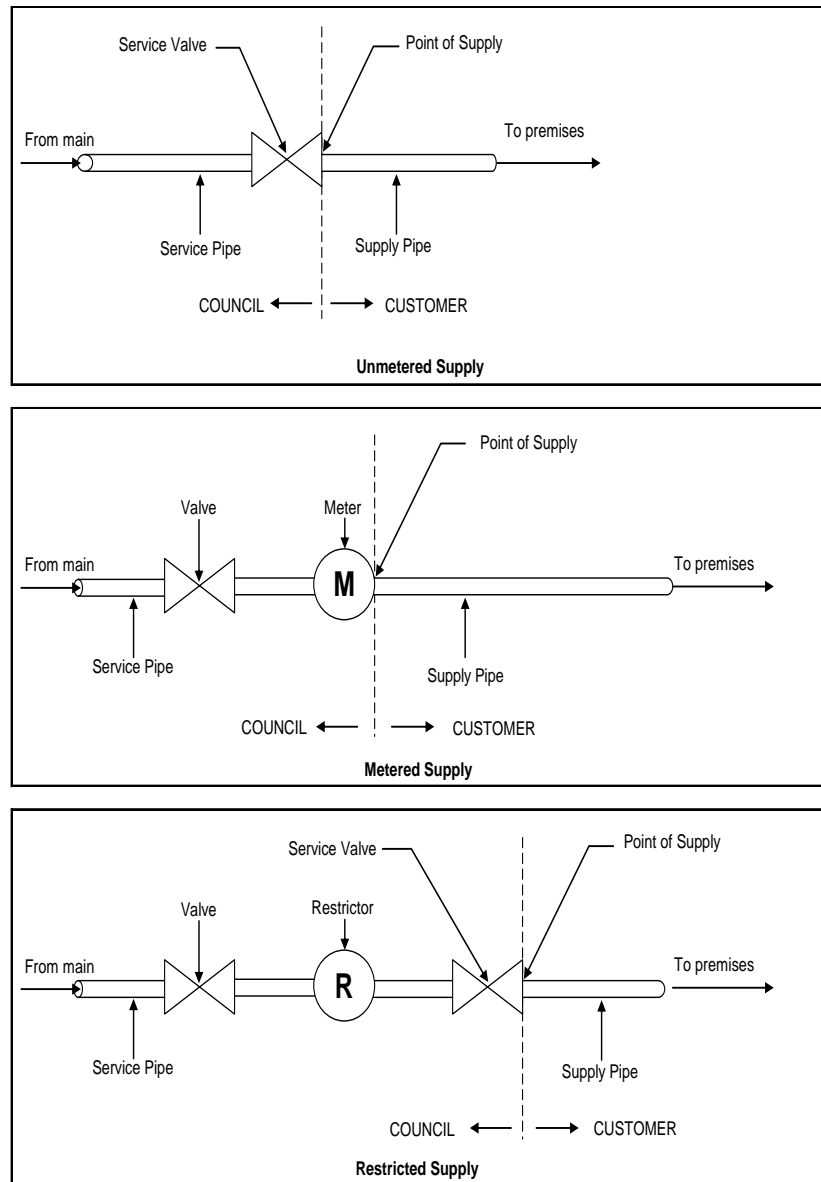 Service Valve
Point of Supply
From main
To premises
Service Pipe
Supply Pipe
COUNCIL
CUSTOMER
Unmetered Supply
Point of Supply
Valve
Meter
From main
To premises
M
Service Pipe
Supply Pipe
COUNCIL
CUSTOMER
Metered Supply
Service Valve
Point of Supply
Valve
Restrictor
From main
To premises
R
Service Pipe
Supply Pipe
COUNCIL
CUSTOMER
Restricted Supply